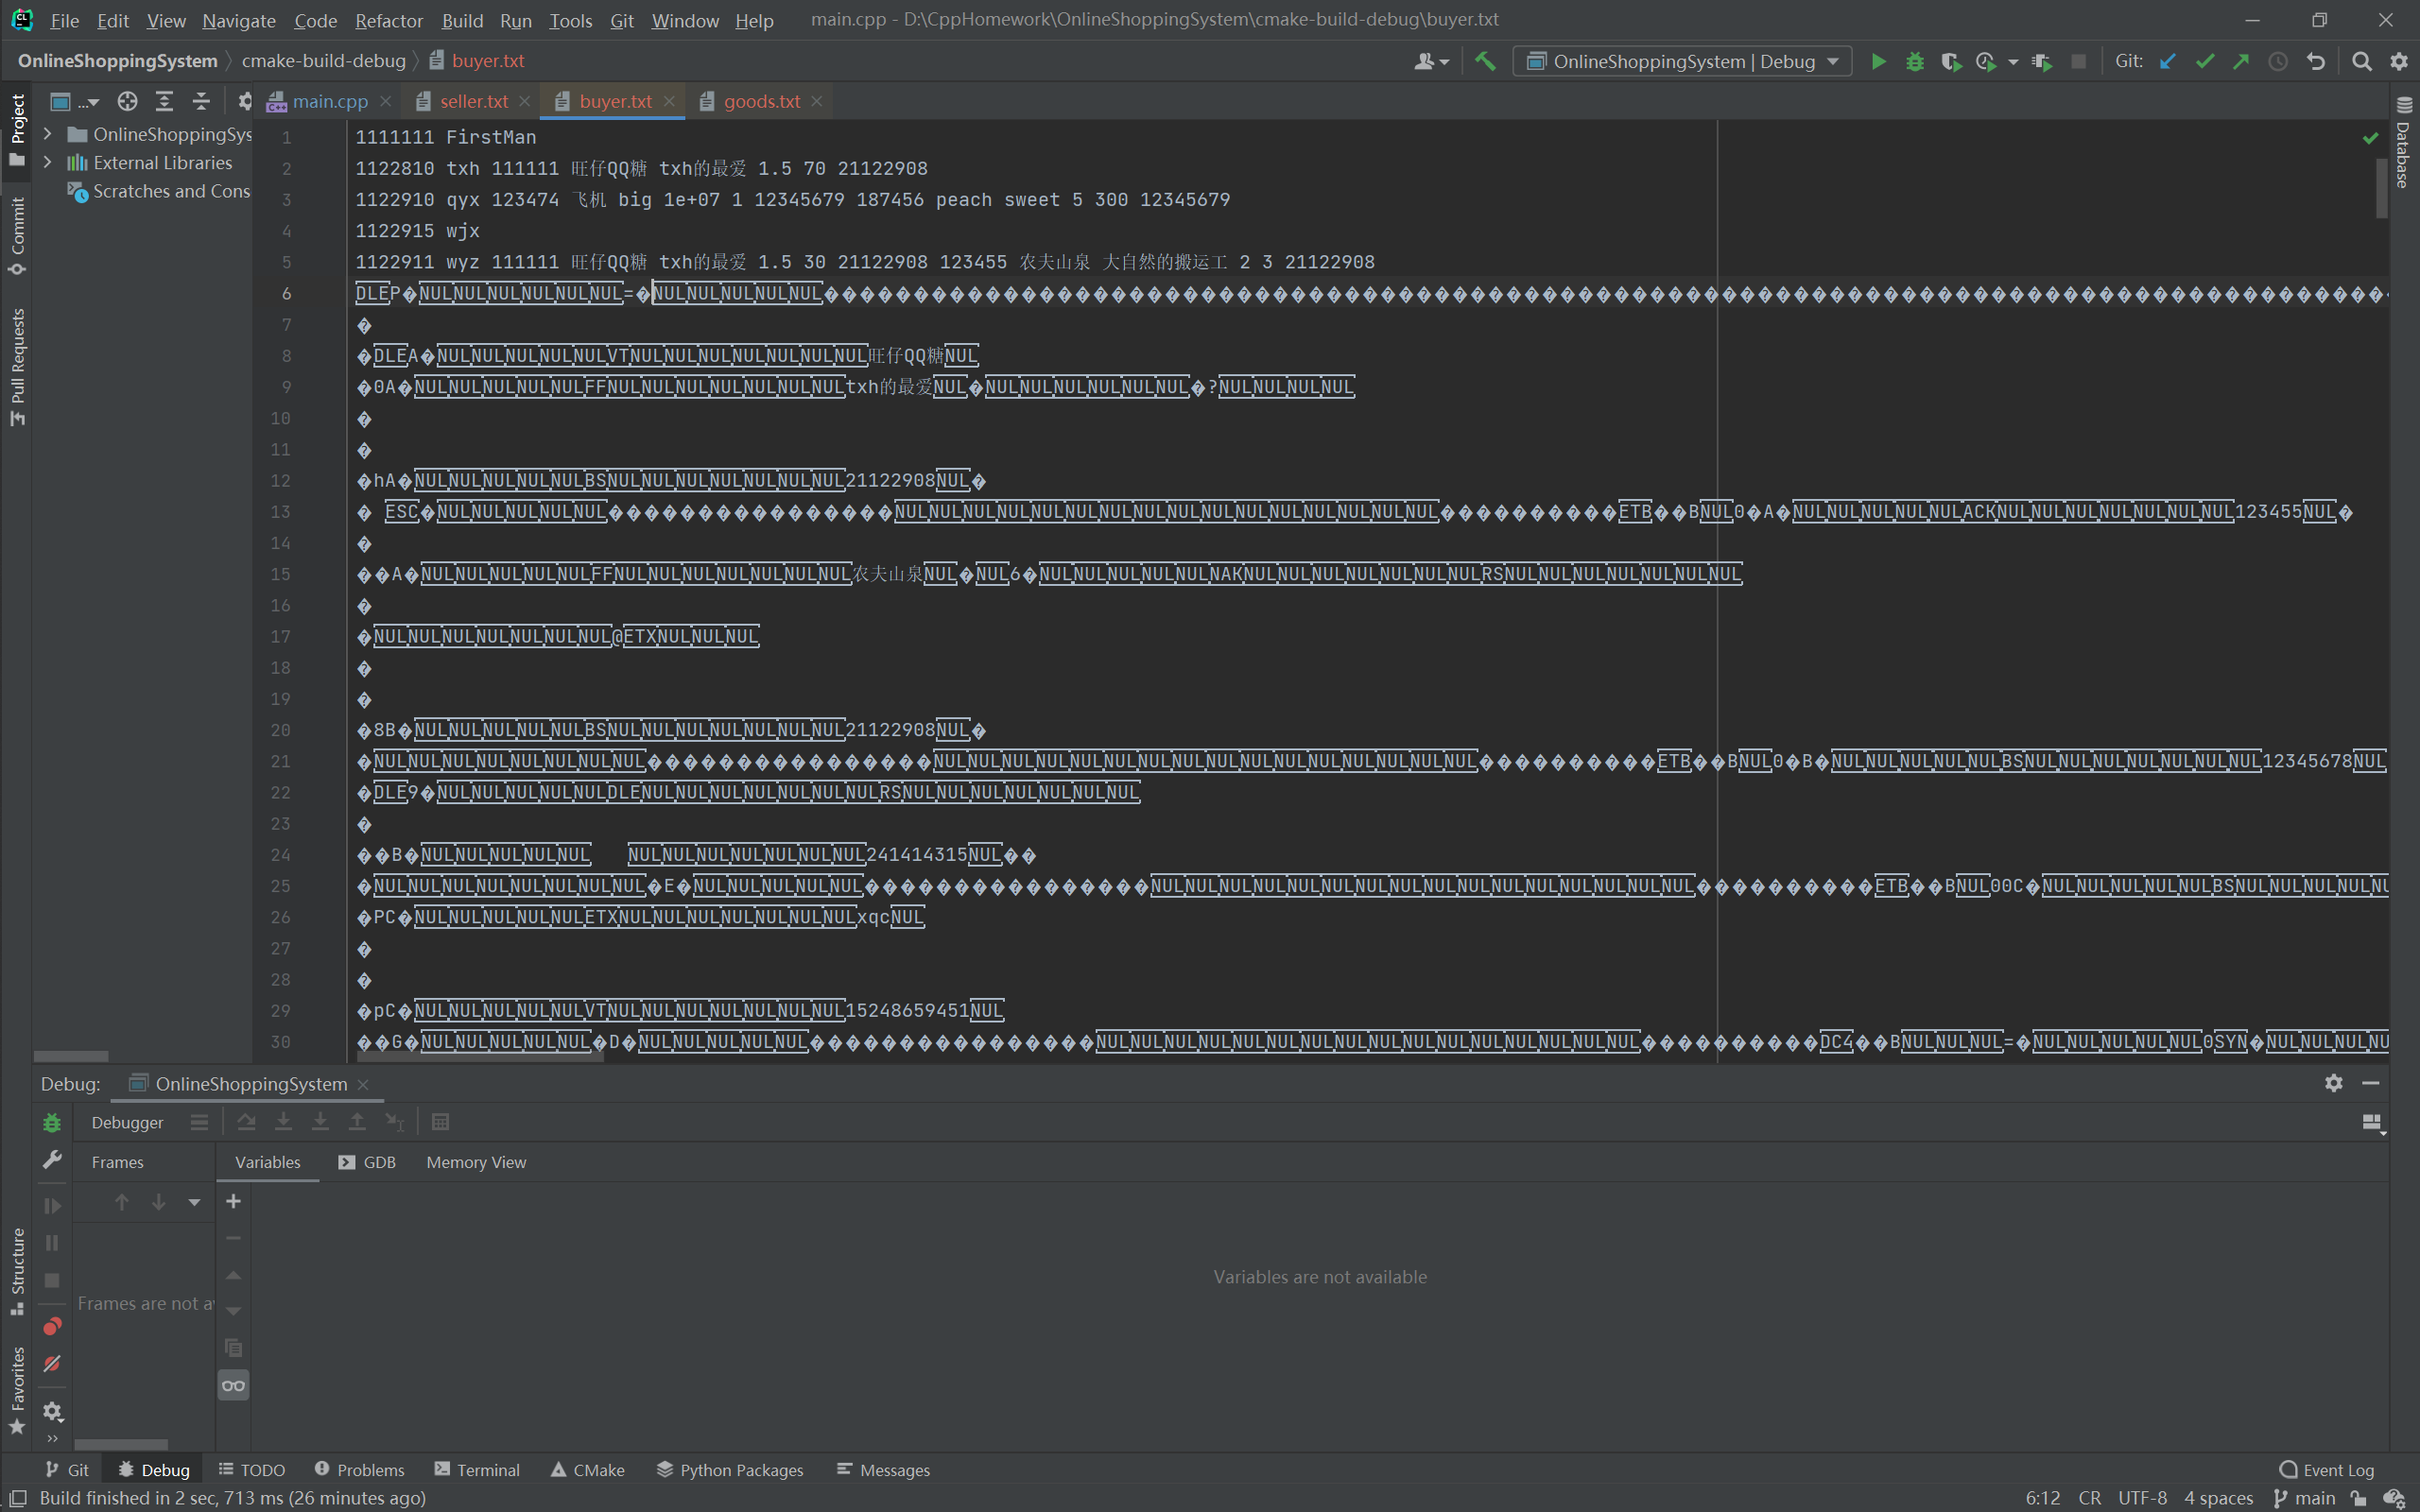 File Edit View Navigate Code Refactor Build Run Tools Git Window Help main.cpp - D:\CppHomework\OnlineShoppingSystem\cmake-build-debug\buyer.txt
OnlineShoppingSystem cmake-build-debug buyer.txt OnlineShoppingSystem | Debug Git:
... main.cpp seller.txt buyer.txt goods.txt
Project
Commit
Pull Requests
Structure
Favorites
Database
OnlineShoppingSys
External Libraries
Scratches and Cons
1 1111111 FirstMan
2 1122810 txh 111111 旺仔QQ糖 txh的最爱 1.5 70 21122908
3 1122910 qyx 123474 飞机 big 1e+07 1 12345679 187456 peach sweet 5 300 12345679
4 1122915 wjx
5 1122911 wyz 111111 旺仔QQ糖 txh的最爱 1.5 30 21122908 123455 农夫山泉 大自然的搬运工 2 3 21122908
6 DLEP�NULNULNULNULNULNUL=�NULNULNULNULNUL
7 �
8 �DLEA�NULNULNULNULNULVTNULNULNULNULNULNULNUL旺仔QQ糖NUL
9 �0A�NULNULNULNULNULFFNULNULNULNULNULNULNULtxh的最爱NUL�NULNULNULNULNULNUL�?NULNULNULNUL
10 �
11 �
12 �hA�NULNULNULNULNULBSNULNULNULNULNULNULNUL21122908NUL�
13 � ESC�NULNULNULNULNUL����������������NULNULNULNULNULNULNULNULNULNULNULNULNULNULNULNUL����������ETB��BNUL0�A�NULNULNULNULNULACKNULNULNULNULNULNULNUL123455NUL�
14 �
15 ��A�NULNULNULNULNULFFNULNULNULNULNULNULNUL农夫山泉NUL�NUL6�NULNULNULNULNULNAKNULNULNULNULNULNULNULRSNULNULNULNULNULNULNUL
16 �
17 �NULNULNULNULNULNULNUL@ETXNULNULNUL
18 �
19 �
20 �8B�NULNULNULNULNULBSNULNULNULNULNULNULNUL21122908NUL�
21 �NULNULNULNULNULNULNULNUL����������������NULNULNULNULNULNULNULNULNULNULNULNULNULNULNULNUL����������ETB��BNUL0�B�NULNULNULNULNULBSNULNULNULNULNULNULNUL12345678NUL
22 �DLE9�NULNULNULNULNULDLENULNULNULNULNULNULNULRSNULNULNULNULNULNULNUL
23 �
24 ��B�NULNULNULNULNUL NULNULNULNULNULNULNUL241414315NUL��
25 �NULNULNULNULNULNULNULNUL�E�NULNULNULNULNUL����������������NULNULNULNULNULNULNULNULNULNULNULNULNULNULNULNUL����������ETB��BNUL00C�NULNULNULNULNULBSNULNULNULNULNU
26 �PC�NULNULNULNULNULETXNULNULNULNULNULNULNULxqcNUL
27 �
28 �
29 �pC�NULNULNULNULNULVTNULNULNULNULNULNULNUL15248659451NUL
30 ��G�NULNULNULNULNUL�D�NULNULNULNULNUL����������������NULNULNULNULNULNULNULNULNULNULNULNULNULNULNULNUL����������DC4��BNULNULNUL=�NULNULNULNULNUL0SYN�NULNULNULNU
Debug: OnlineShoppingSystem
Debugger
Frames Variables GDB Memory View
Variables are not available
Frames are not av
Git Debug TODO Problems Terminal CMake Python Packages Messages Event Log
Build finished in 2 sec, 713 ms (26 minutes ago) 6:12 CR UTF-8 4 spaces main